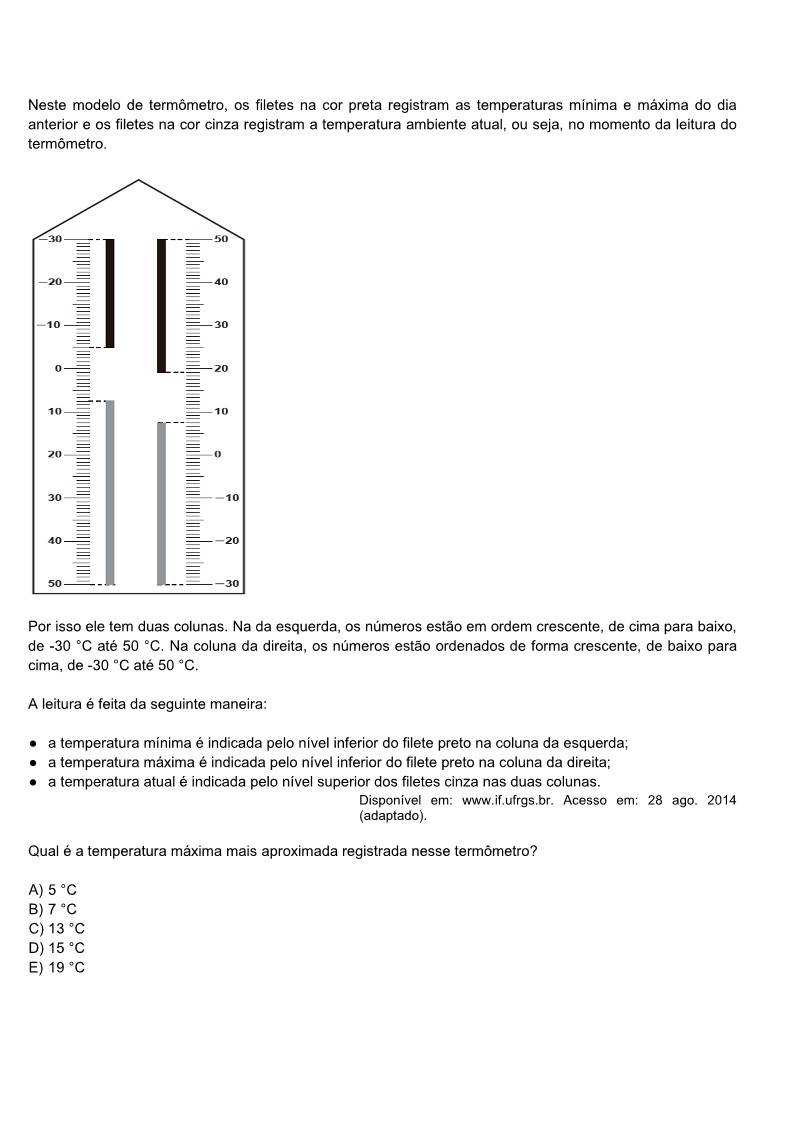 Neste modelo de termômetro, os filetes na cor preta registram as temperaturas mínima e máxima do dia
anterior e os filetes na cor cinza registram a temperatura ambiente atual, ou seja, no momento da leitura do
termômetro.
−30 50
−20 40
−10 30
0 20
10 10
20 0
30 −10
40 −20
50 −30
Por isso ele tem duas colunas. Na da esquerda, os números estão em ordem crescente, de cima para baixo,
de -30 °C até 50 °C. Na coluna da direita, os números estão ordenados de forma crescente, de baixo para
cima, de -30 °C até 50 °C.
A leitura é feita da seguinte maneira:
● a temperatura mínima é indicada pelo nível inferior do filete preto na coluna da esquerda;
● a temperatura máxima é indicada pelo nível inferior do filete preto na coluna da direita;
● a temperatura atual é indicada pelo nível superior dos filetes cinza nas duas colunas.
Disponível em: www.if.ufrgs.br. Acesso em: 28 ago. 2014
(adaptado).
Qual é a temperatura máxima mais aproximada registrada nesse termômetro?
A) 5 °C
B) 7 °C
C) 13 °C
D) 15 °C
E) 19 °C